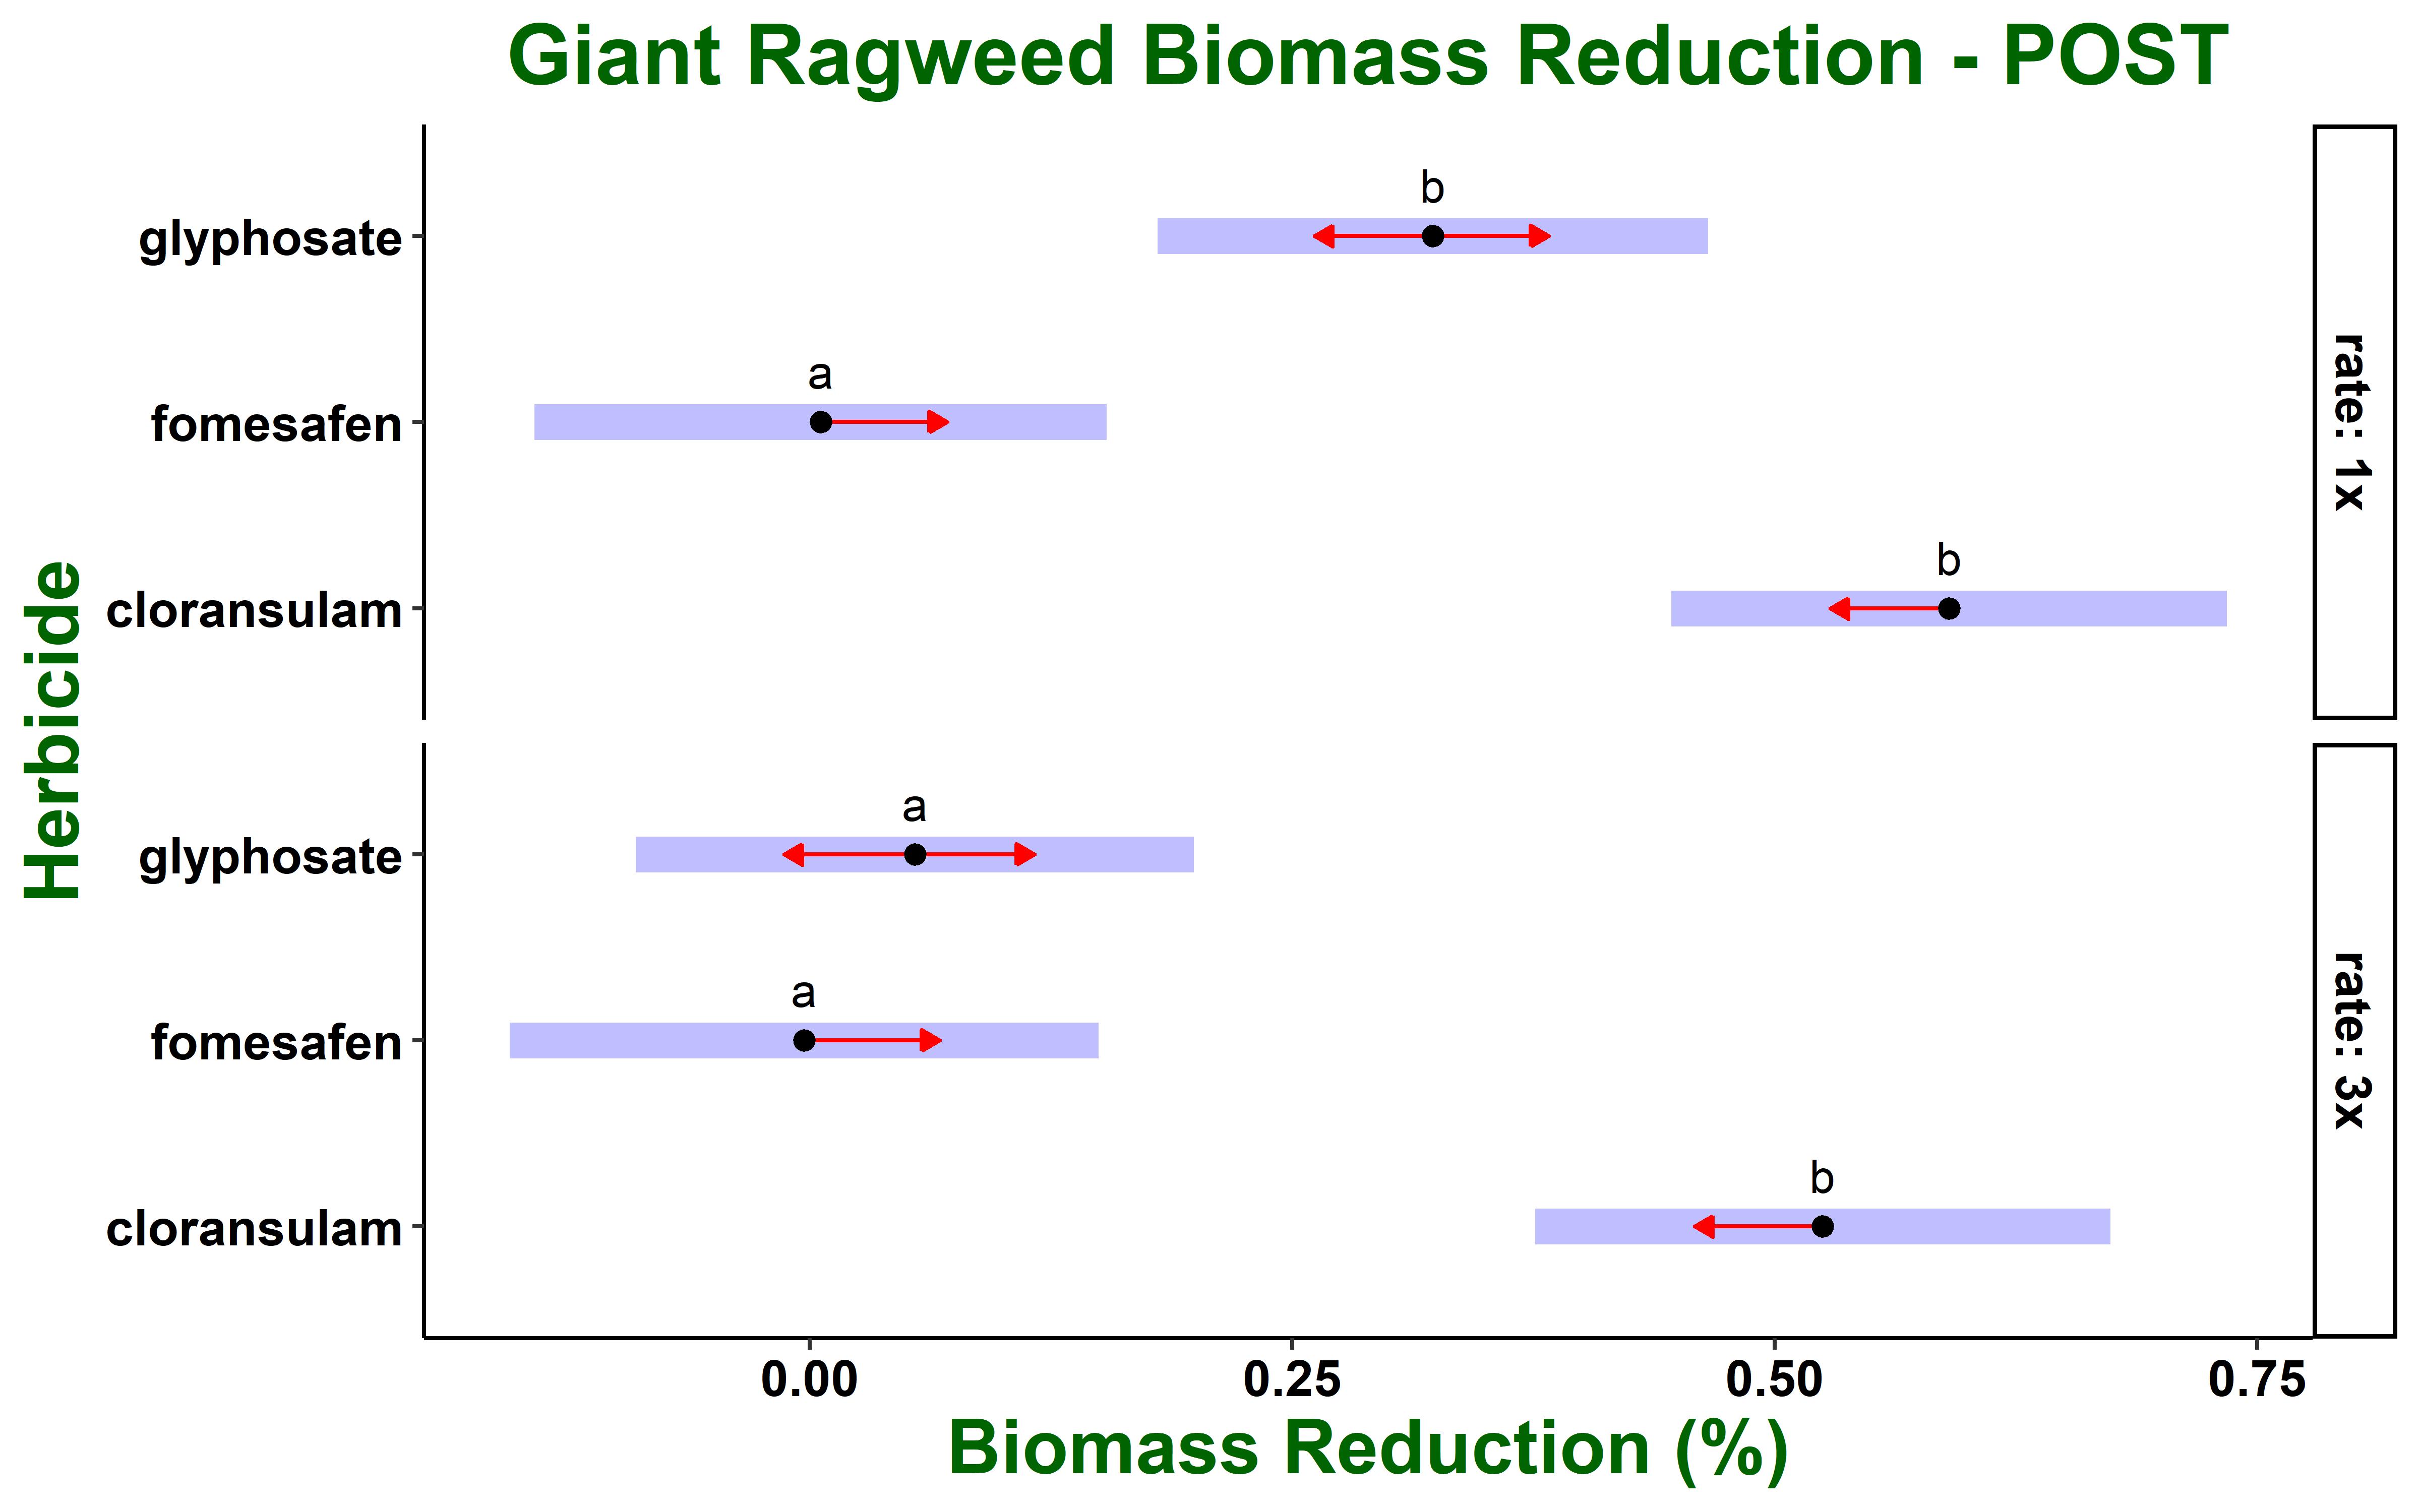 Giant Ragweed Biomass Reduction - POST
Herbicide
rate: 1x
glyphosate
b
fomesafen
a
cloransulam
b
rate: 3x
glyphosate
a
fomesafen
a
cloransulam
b
0.00 0.25 0.50 0.75
Biomass Reduction (%)